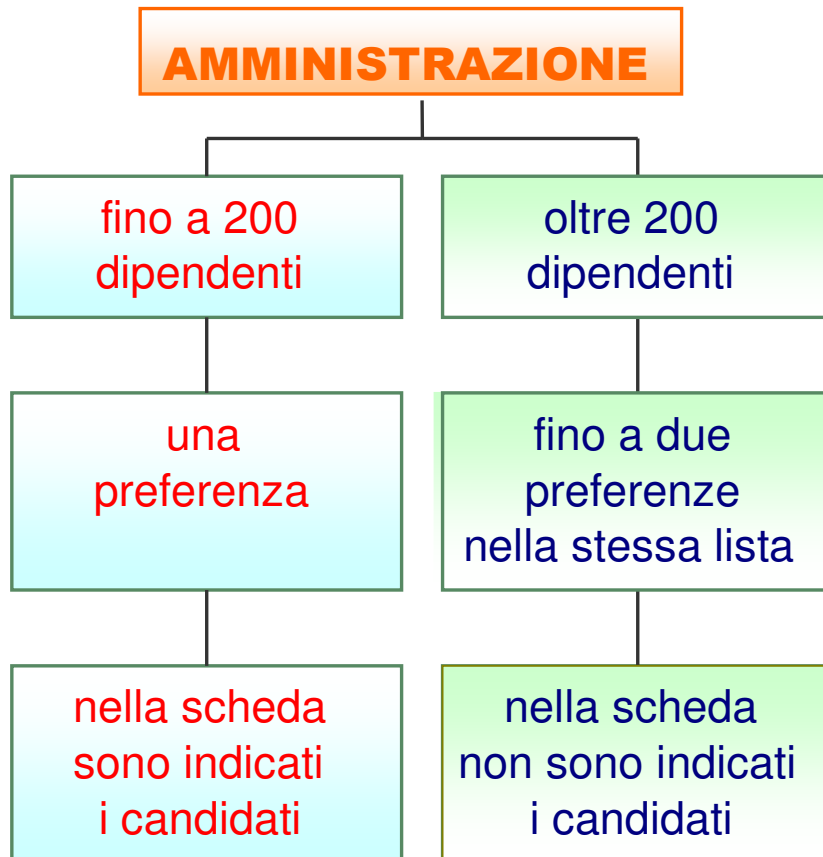 AMMINISTRAZIONE
fino a 200
dipendenti
oltre 200
dipendenti
una
preferenza
fino a due
preferenze
nella stessa lista
nella scheda
sono indicati
i candidati
nella scheda
non sono indicati
i candidati